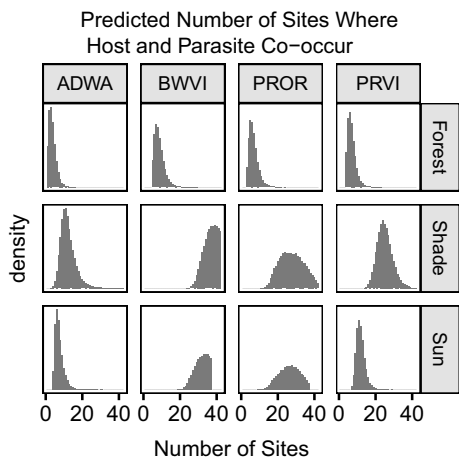 Predicted Number of Sites Where
Host and Parasite Co−occur
ADWA BWVI PROR PRVI
Forest
Shade
Sun
density
0 20 40 0 20 40 0 20 40 0 20 40
Number of Sites